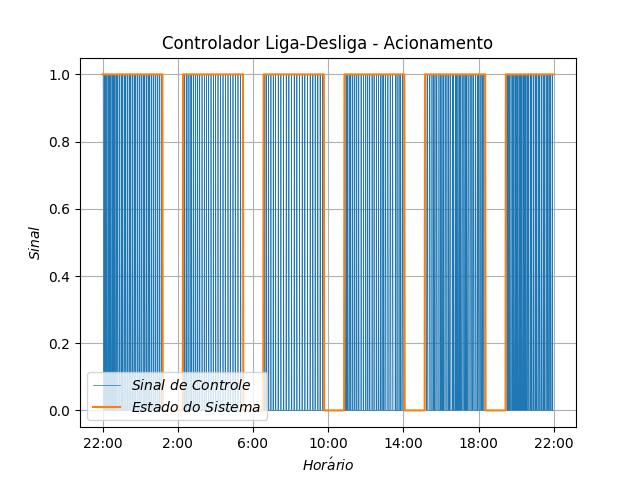 Controlador Liga-Desliga - Acionamento
1.0
0.8
0.6
0.4
0.2
0.0
Sinal
Sinal de Controle
Estado do Sistema
22:00 2:00 6:00 10:00 14:00 18:00 22:00
Horário